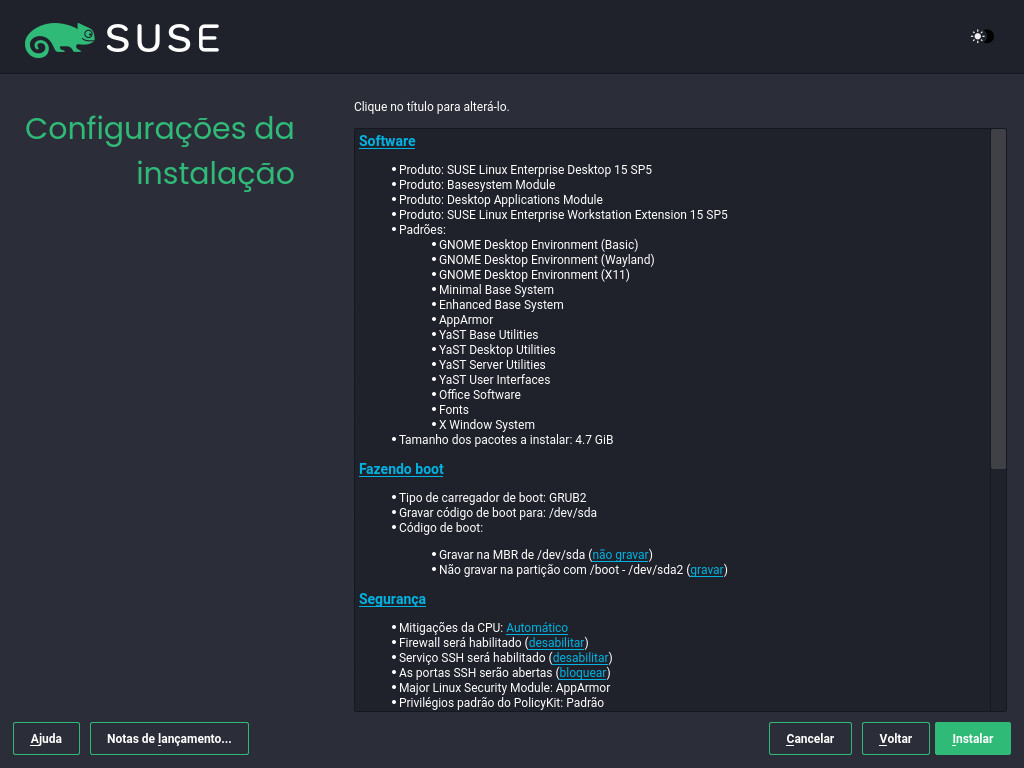 SUSE
Configurações da
instalação
Clique no título para alterá-lo.
Software
• Produto: SUSE Linux Enterprise Desktop 15 SP5
• Produto: Basesystem Module
• Produto: Desktop Applications Module
• Produto: SUSE Linux Enterprise Workstation Extension 15 SP5
• Padrões:
• GNOME Desktop Environment (Basic)
• GNOME Desktop Environment (Wayland)
• GNOME Desktop Environment (X11)
• Minimal Base System
• Enhanced Base System
• AppArmor
• YaST Base Utilities
• YaST Desktop Utilities
• YaST Server Utilities
• YaST User Interfaces
• Office Software
• Fonts
• X Window System
• Tamanho dos pacotes a instalar: 4.7 GiB
Fazendo boot
• Tipo de carregador de boot: GRUB2
• Gravar código de boot para: /dev/sda
• Código de boot:
• Gravar na MBR de /dev/sda (não gravar)
• Não gravar na partição com /boot - /dev/sda2 (gravar)
Segurança
• Mitigações da CPU: Automático
• Firewall será habilitado (desabilitar)
• Serviço SSH será habilitado (desabilitar)
• As portas SSH serão abertas (bloquear)
• Major Linux Security Module: AppArmor
• Privilégios padrão do PolicyKit: Padrão
Ajuda Notas de lançamento... Cancelar Voltar Instalar